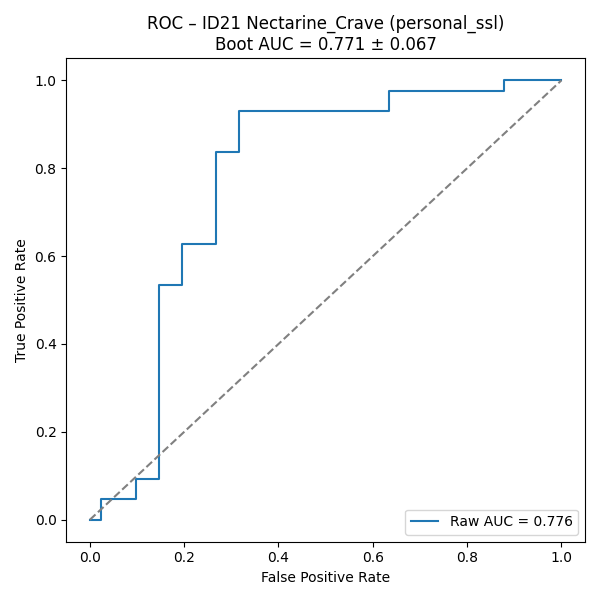 ROC – ID21 Nectarine_Crave (personal_ssl)
Boot AUC = 0.771 ± 0.067
True Positive Rate
1.0
0.8
0.6
0.4
0.2
0.0
Raw AUC = 0.776
0.0 0.2 0.4 0.6 0.8 1.0
False Positive Rate